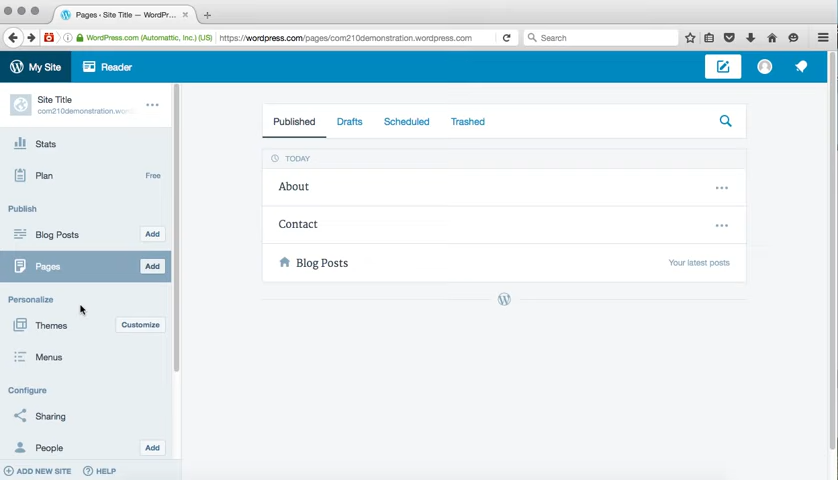 Pages ‹ Site Title — WordPr...
WordPress.com (Automattic, Inc.) (US)
https://wordpress.com/pages/com210demonstration.wordpress.com
Search
My Site
Reader
Site Title
com210demonstration.wor
Stats
Plan
Free
Publish
Blog Posts
Add
Pages
Add
Personalize
Themes
Customize
Menus
Configure
Sharing
People
Add
ADD NEW SITE
HELP
Published
Drafts
Scheduled
Trashed
TODAY
About
Contact
Blog Posts
Your latest posts